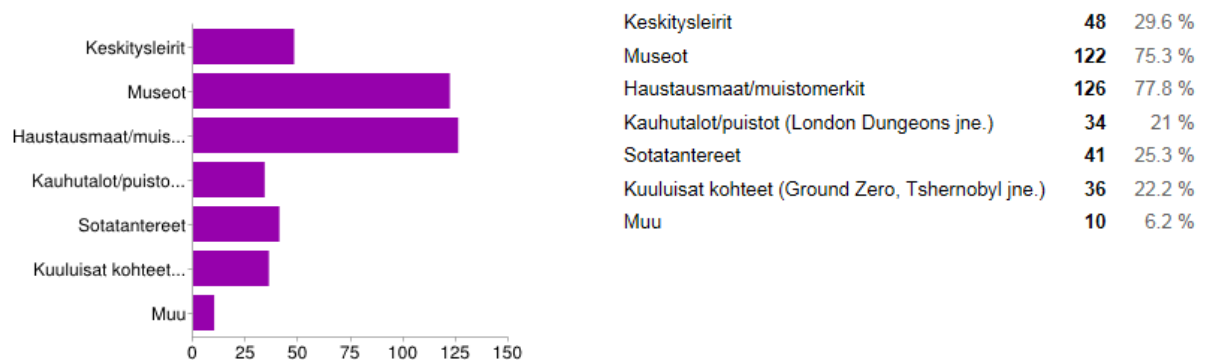 Keskitysleirit
Museot
Haustausmaat/muis...
Kauhutalot/puisto...
Sotatantereet
Kuuluisat kohteet...
Muu
0 25 50 75 100 125 150
Keskitysleirit 48 29.6 %
Museot 122 75.3 %
Haustausmaat/muistomerkit 126 77.8 %
Kauhutalot/puistot (London Dungeons jne.) 34 21 %
Sotatantereet 41 25.3 %
Kuuluisat kohteet (Ground Zero, Tshernobyl jne.) 36 22.2 %
Muu 10 6.2 %